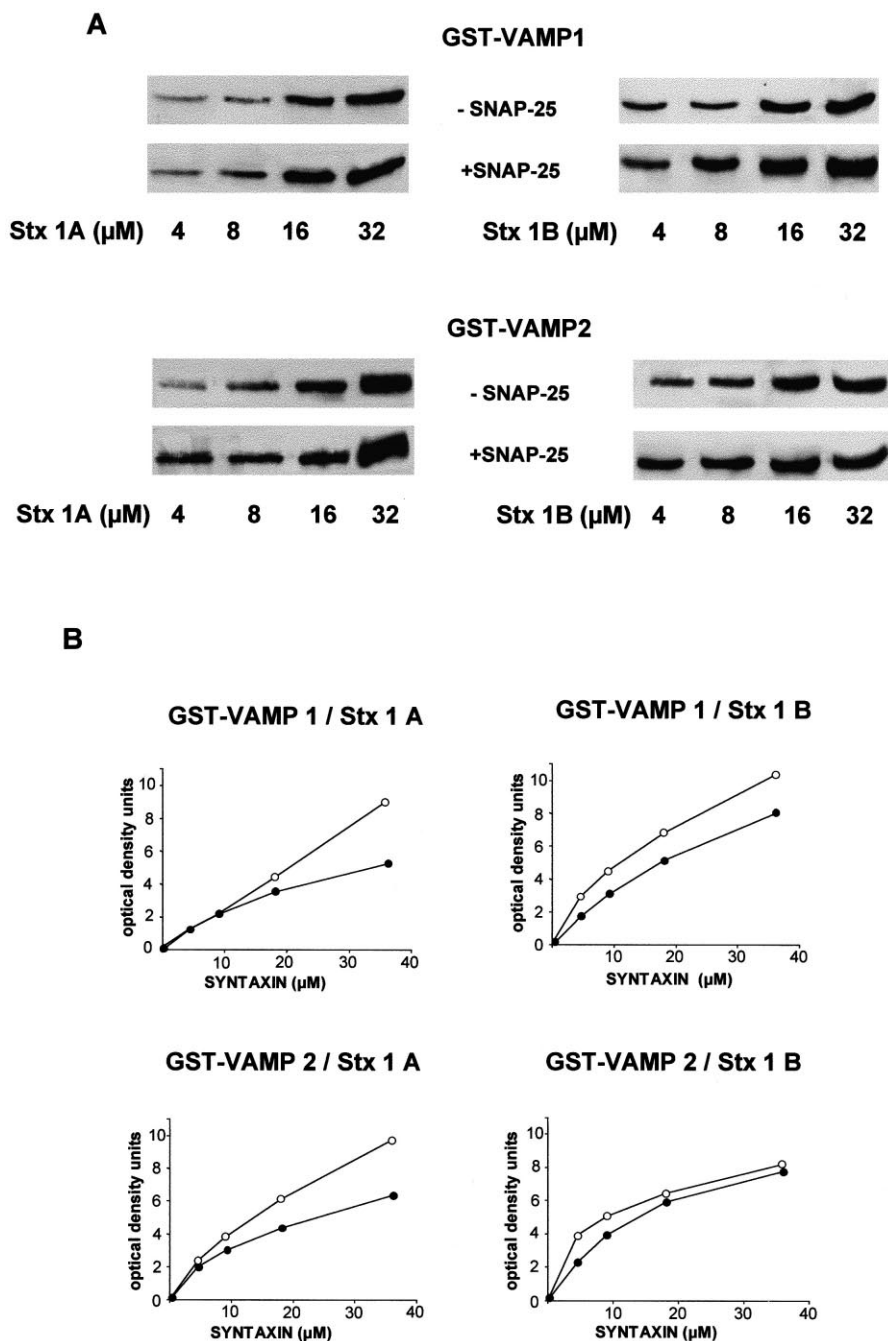 A
GST-VAMP1
- SNAP-25
+SNAP-25
Stx 1A (µM) 4 8 16 32
Stx 1B (µM) 4 8 16 32
GST-VAMP2
- SNAP-25
+SNAP-25
Stx 1A (µM) 4 8 16 32
Stx 1B (µM) 4 8 16 32
B
GST-VAMP 1 / Stx 1 A
optical density units
10
8
6
4
2
0
10 20 30 40
SYNTAXIN (µM)
GST-VAMP 1 / Stx 1 B
optical density units
10
8
6
4
2
0
10 20 30 40
SYNTAXIN (µM)
GST-VAMP 2 / Stx 1 A
optical density units
10
8
6
4
2
0
10 20 30 40
SYNTAXIN (µM)
GST-VAMP 2 / Stx 1 B
optical density units
10
8
6
4
2
0
10 20 30 40
SYNTAXIN (µM)